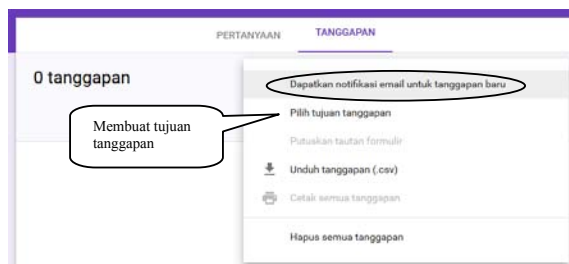 PERTANYAAN TANGGAPAN
0 tanggapan
Dapatkan notifikasi email untuk tanggapan baru
Pilih tujuan tanggapan
Membuat tujuan
tanggapan
Putuskan tautan formulir
Unduh tanggapan (.csv)
Cetak semua tanggapan
Hapus semua tanggapan